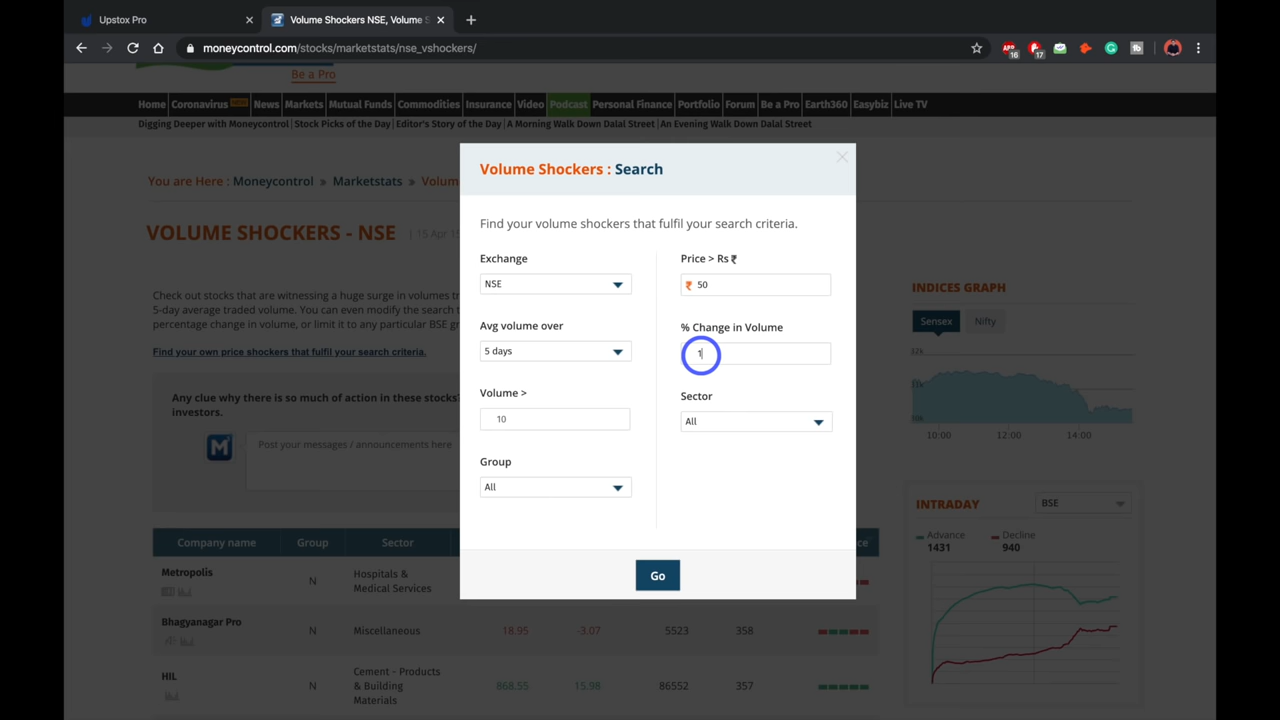 Upstox Pro
Volume Shockers NSE, Volume S
moneycontrol.com/stocks/marketstats/nse_vshockers/
16
17
Be a Pro
Home Coronavirus NEW News Markets Mutual Funds Commodities Insurance Video Podcast Personal Finance Portfolio Forum Be a Pro Earth360 Easybiz Live TV
Digging Deeper with Moneycontrol | Stock Picks of the Day | Editor's Story of the Day | A Morning Walk Down Dalal Street | An Evening Walk Down Dalal Street
You are Here : Moneycontrol » Marketstats » Volum
VOLUME SHOCKERS - NSE | 15 Apr
Check out stocks that are witnessing a huge surge in volumes t
5-day average traded volume. You can even modify the search t
percentage change in volume, or limit it to any particular BSE gr
Find your own price shockers that fulfil your search criteria.
Any clue why there is so much of action in these stocks?
investors.
Post your messages / announcements here
Volume Shockers : Search
Find your volume shockers that fulfil your search criteria.
Exchange
NSE
Avg volume over
5 days
Volume >
10
Group
All
Price > Rs ₹
₹ 50
% Change in Volume
1
Sector
All
Go
INDICES GRAPH
Sensex Nifty
10:00 12:00 14:00
INTRADAY BSE
Advance
1431
Decline
940
Company name Group Sector
Metropolis N Hospitals &
Medical Services
Bhagyanagar Pro N Miscellaneous 18.95 -3.07 5523 358
HIL N Cement - Products
& Building
Materials 868.55 15.98 86552 357